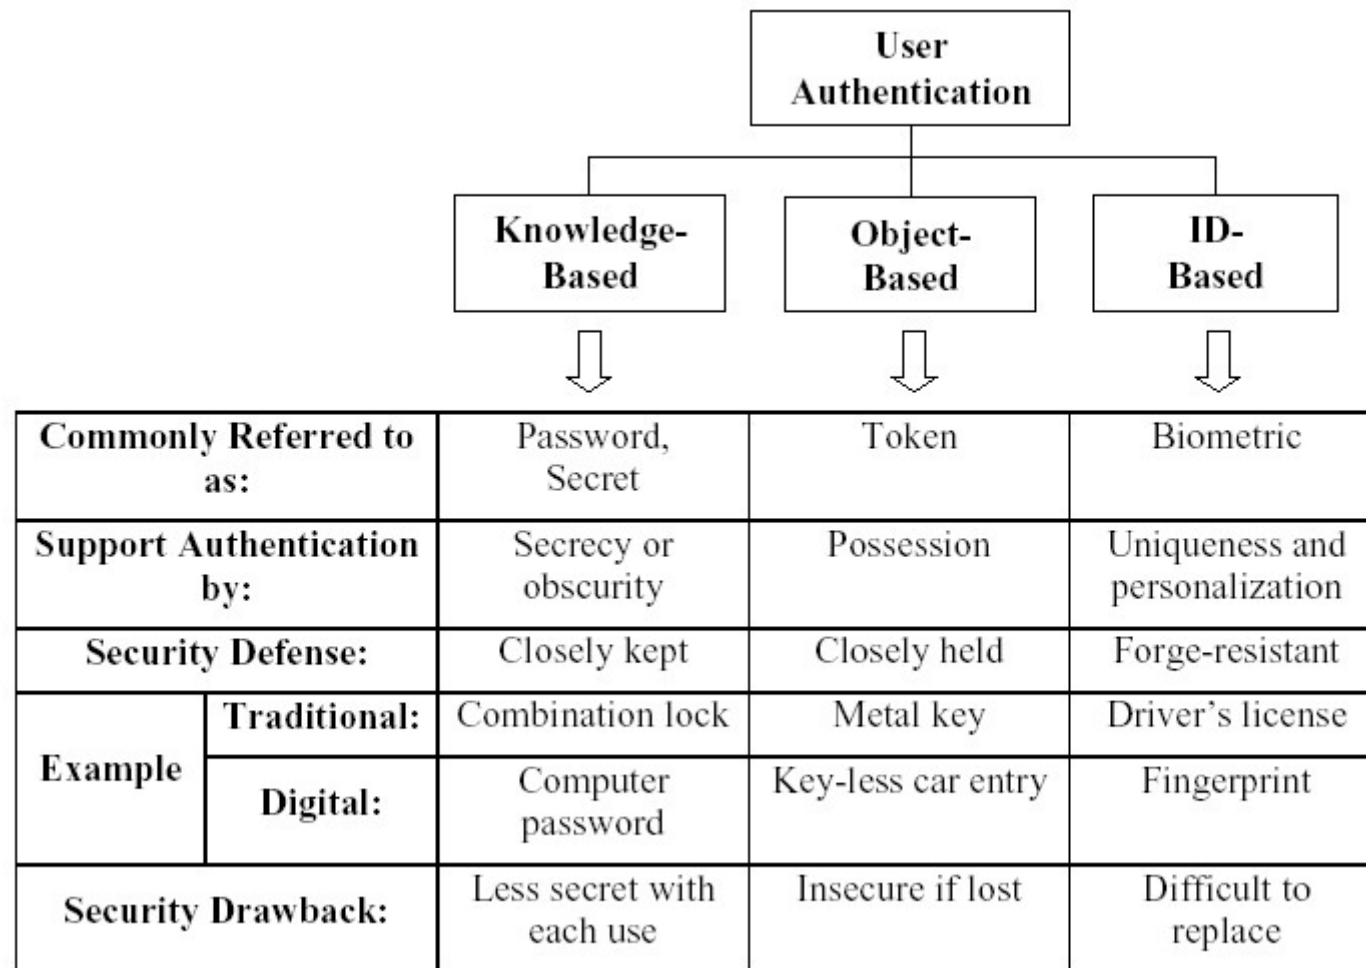 User
Authentication
Knowledge-
Based
Object-
Based
ID-
Based
Commonly Referred to
as:
Password,
Secret
Token
Biometric
Support Authentication
by:
Secrecy or
obscurity
Possession
Uniqueness and
personalization
Security Defense:
Closely kept
Closely held
Forge-resistant
Example
Traditional:
Combination lock
Metal key
Driver's license
Digital:
Computer
password
Key-less car entry
Fingerprint
Security Drawback:
Less secret with
each use
Insecure if lost
Difficult to
replace